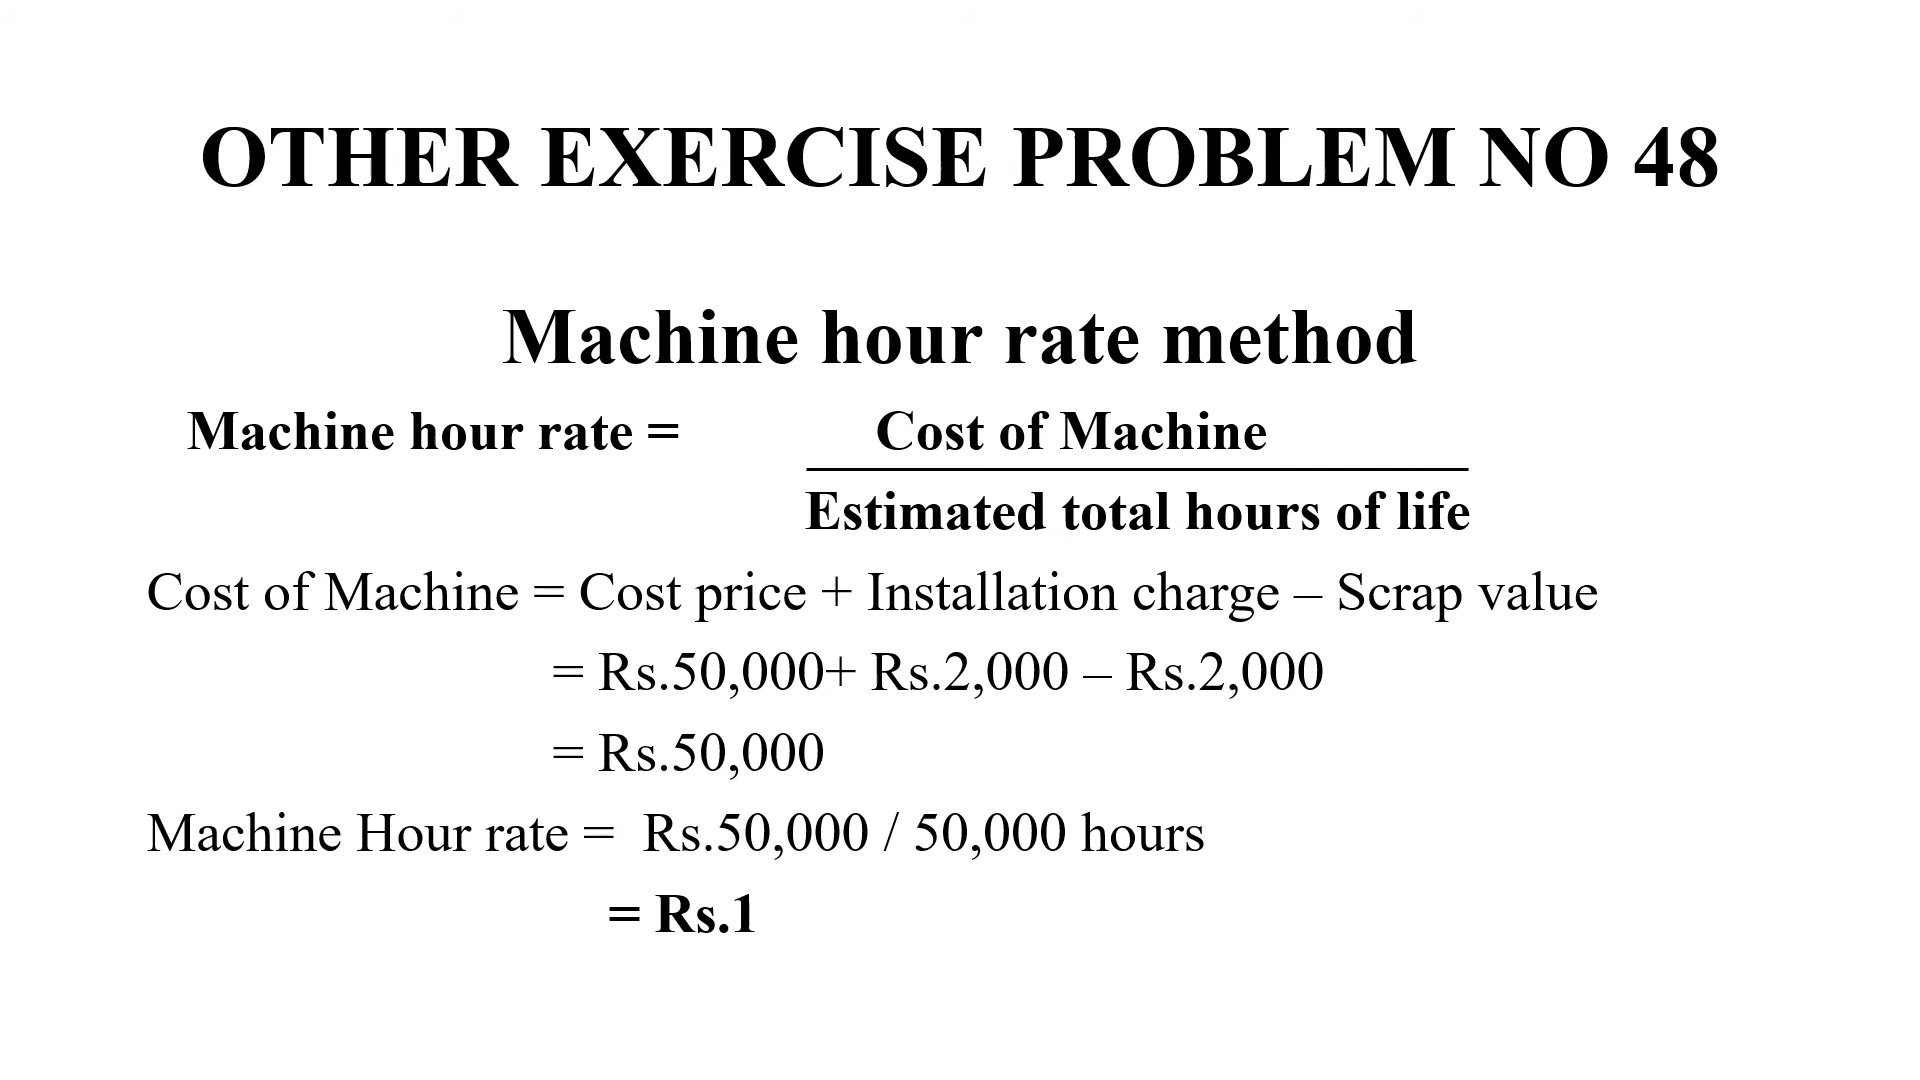 OTHER EXERCISE PROBLEM NO 48
Machine hour rate method
Machine hour rate = Cost of Machine
Estimated total hours of life
Cost of Machine = Cost price + Installation charge – Scrap value
= Rs.50,000+ Rs.2,000 – Rs.2,000
= Rs.50,000
Machine Hour rate = Rs.50,000 / 50,000 hours
= Rs.1